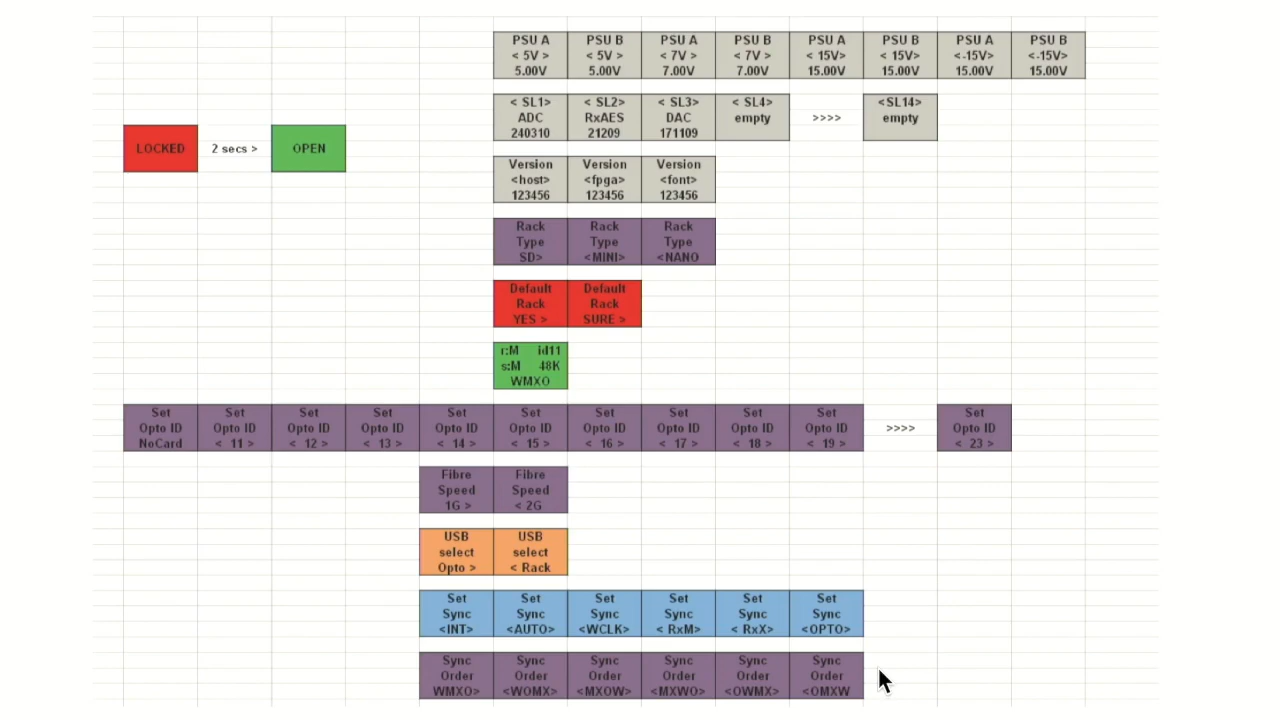 PSU A PSU B PSU A PSU B PSU A PSU B PSU A PSU B
< 5V > < 5V > < 7V > < 7V > < 15V> < 15V> <-15V> <-15V>
5.00V 5.00V 7.00V 7.00V 15.00V 15.00V 15.00V 15.00V
< SL1> < SL2> < SL3> < SL4> <SL14>
ADC RxAES DAC empty >>>> empty
240310 21209 171109
LOCKED 2 secs > OPEN
Version Version Version
<host> <fpga> <font>
123456 123456 123456
Rack Rack Rack
Type Type Type
SD> <MINI> <NANO
Default Default
Rack Rack
YES > SURE >
r:M id11
s:M 48K
WMXO
Set Set Set Set Set Set Set Set Set Set Set
Opto ID Opto ID Opto ID Opto ID Opto ID Opto ID Opto ID Opto ID Opto ID Opto ID >>>> Opto ID
NoCard < 11 > < 12 > < 13 > < 14 > < 15 > < 16 > < 17 > < 18 > < 19 > < 23 >
Fibre Fibre
Speed Speed
1G > < 2G
USB USB
select select
Opto > < Rack
Set Set Set Set Set Set
Sync Sync Sync Sync Sync Sync
<INT> <AUTO> <WCLK> < RxM> < RxX> <OPTO>
Sync Sync Sync Sync Sync Sync
Order Order Order Order Order Order
WMXO> <WOMX> <MXOW> <MXWO> <OWMX> <OMXW